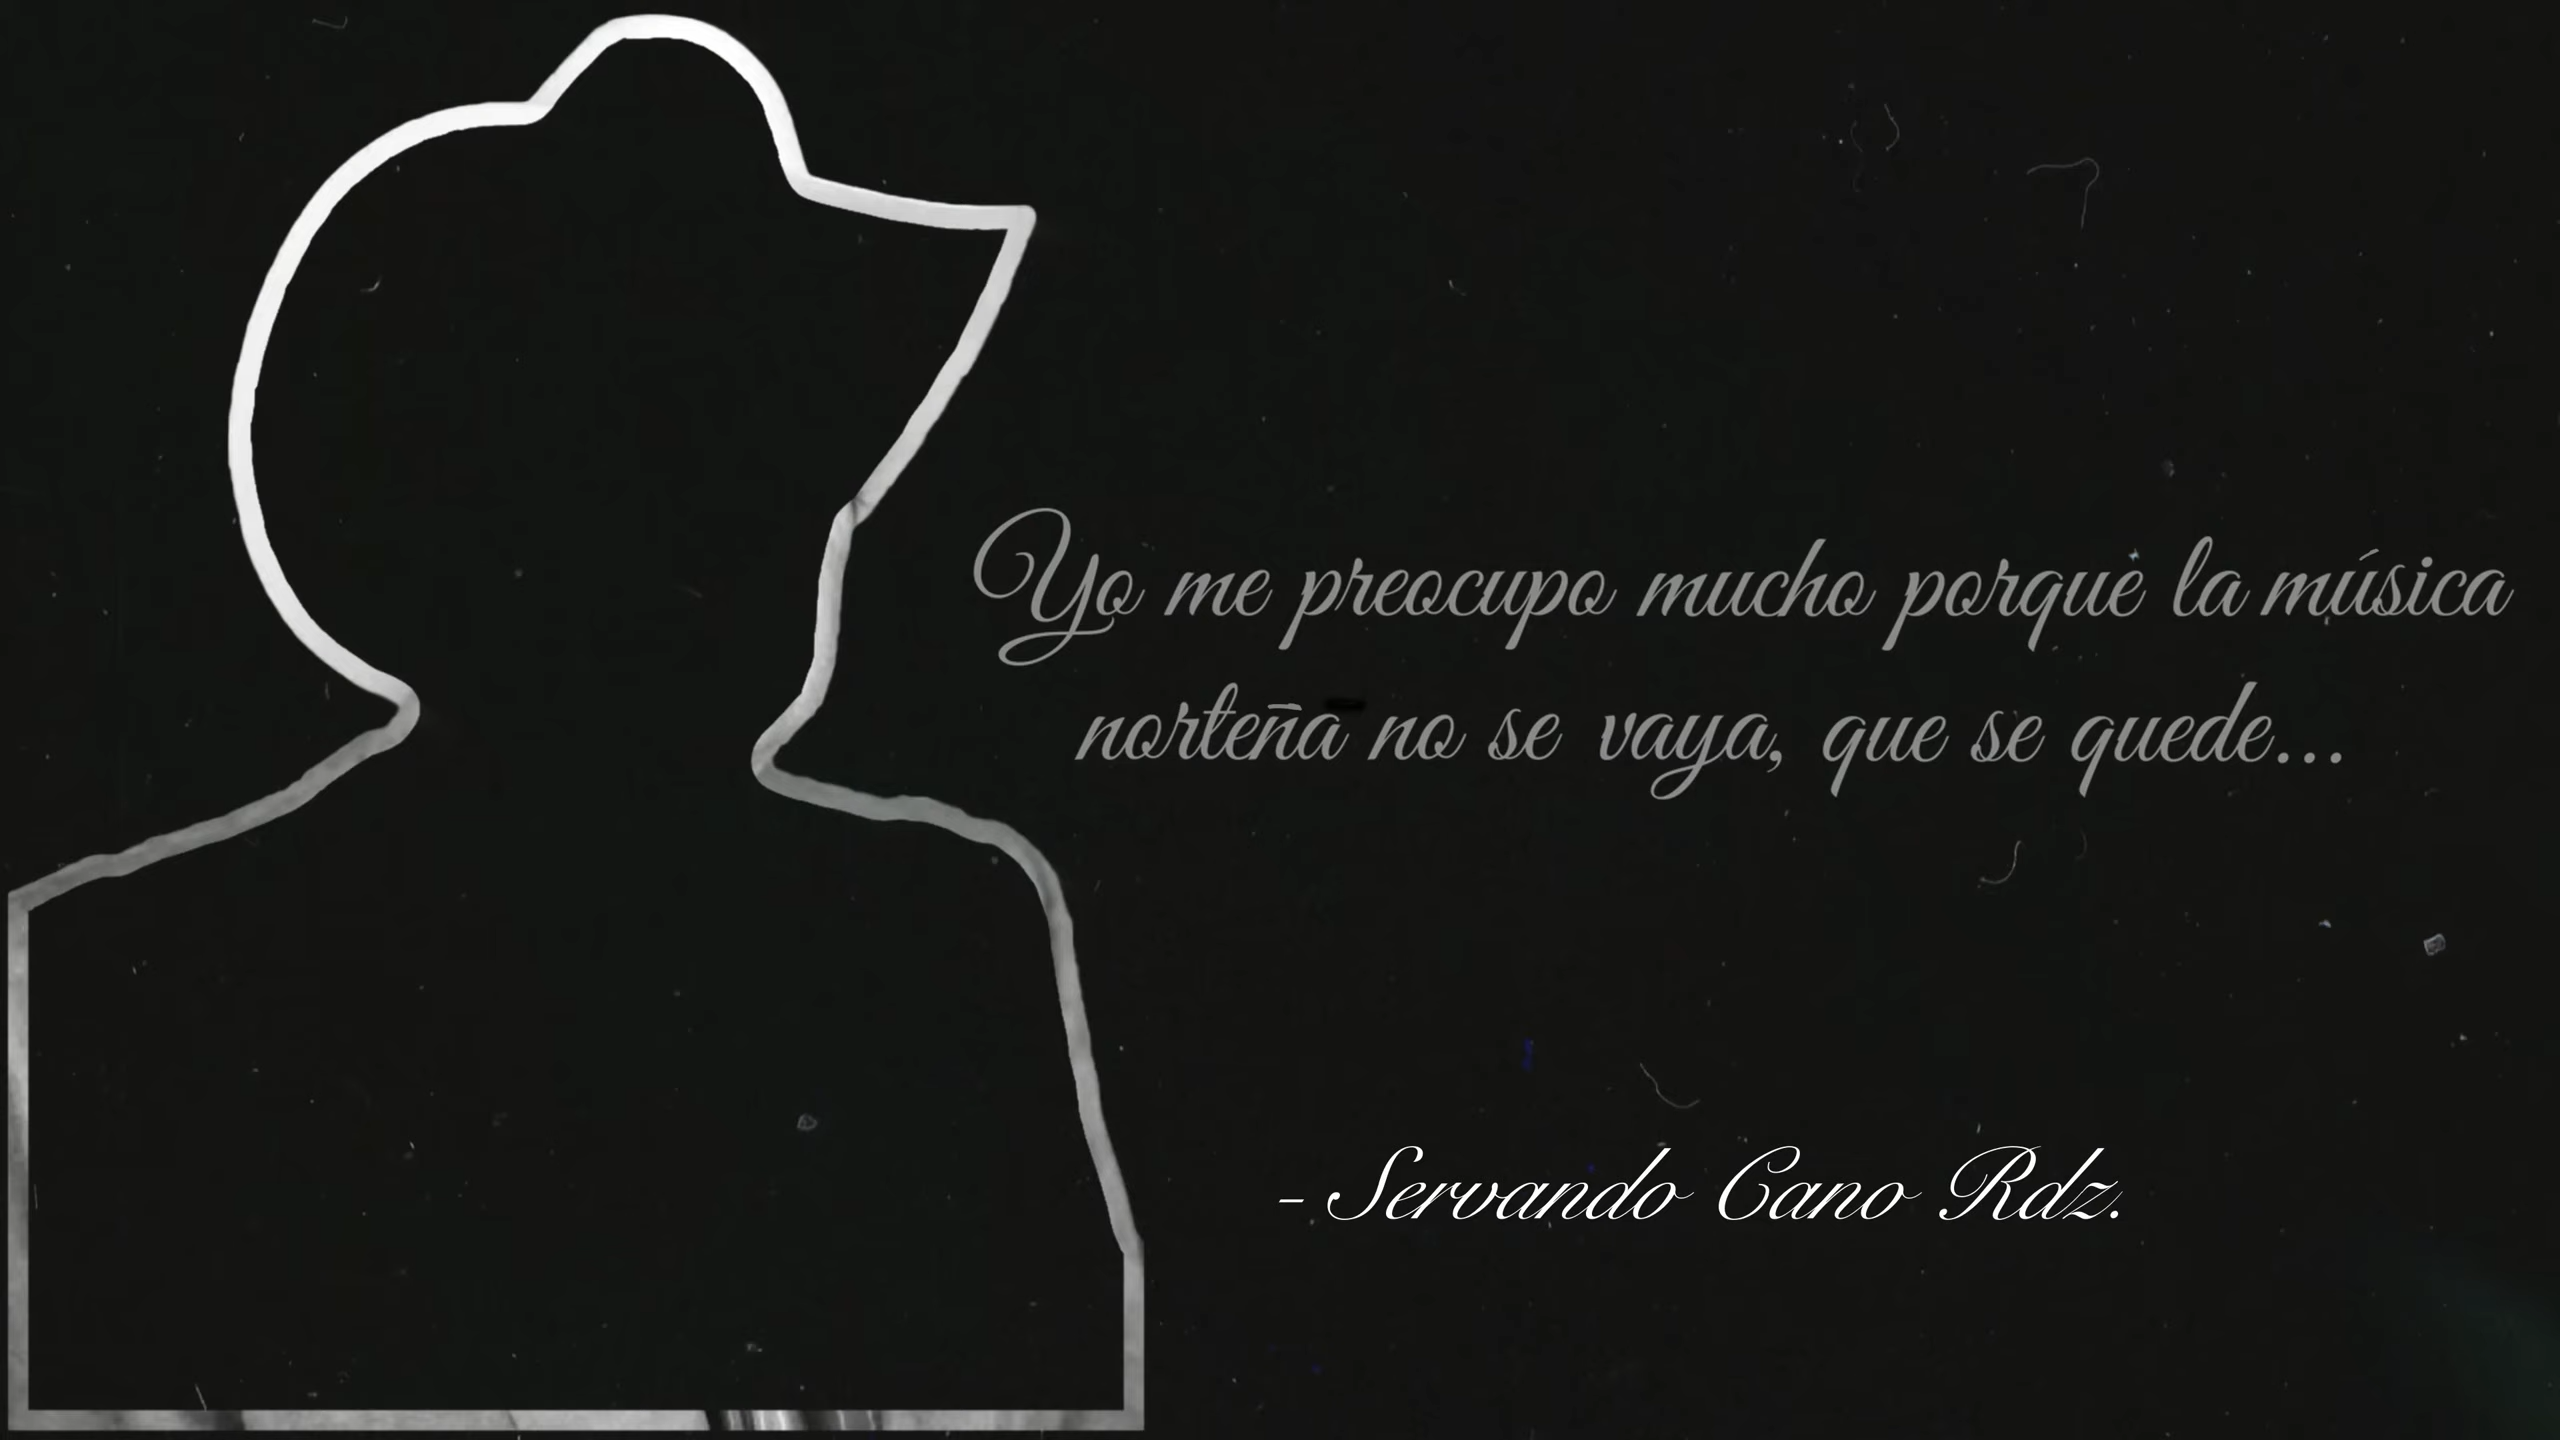 Yo me preocupo mucho porque la música
norteña no se vaya, que se quede...
- Servando Cano Rdz.